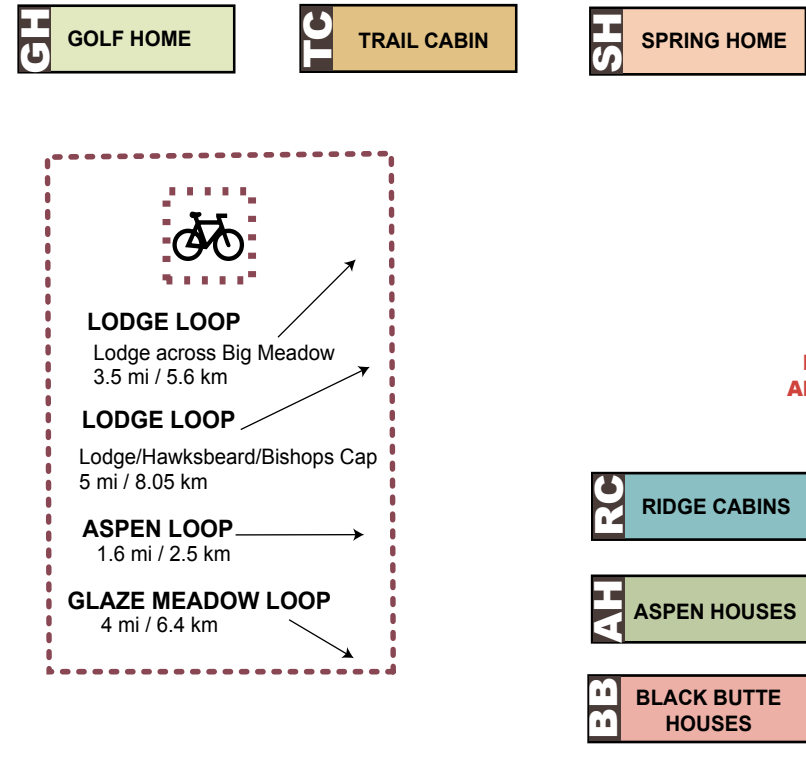 GH
GOLF HOME
TC
TRAIL CABIN
SH
SPRING HOME
LODGE LOOP
Lodge across Big Meadow
3.5 mi / 5.6 km
LODGE LOOP
Lodge/Hawksbeard/Bishops Cap
5 mi / 8.05 km
ASPEN LOOP
1.6 mi / 2.5 km
GLAZE MEADOW LOOP
4 mi / 6.4 km
RC
RIDGE CABINS
AH
ASPEN HOUSES
BB
BLACK BUTTE
HOUSES